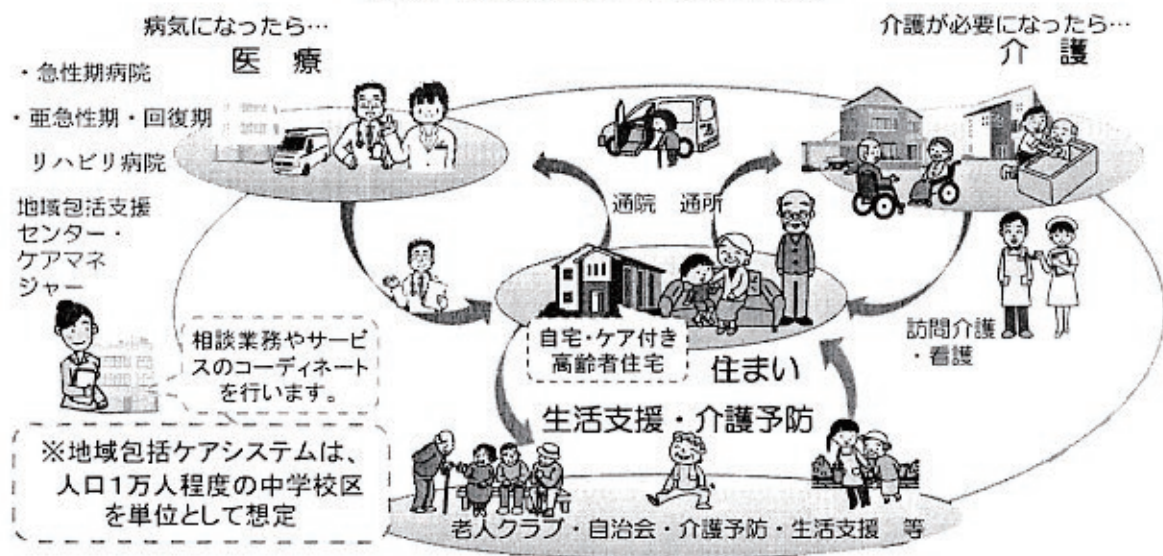 病気になったら…
医 療
・急性期病院
・亜急性期・回復期
リハビリ病院
介護が必要になったら…
介 護
通院 通所
地域包括支援
センター・
ケアマネ
ジャー
相談業務やサービ
スのコーディネート
を行います。
自宅・ケア付き
高齢者住宅
住まい
訪問介護
・看護
生活支援・介護予防
※地域包括ケアシステムは、
人口1万人程度の中学校区
を単位として想定
老人クラブ・自治会・介護予防・生活支援 等